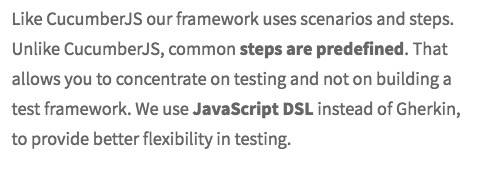 Like CucumberJS our framework uses scenarios and steps.
Unlike CucumberJS, common steps are predefined. That
allows you to concentrate on testing and not on building a
test framework. We use JavaScript DSL instead of Gherkin,
to provide better flexibility in testing.